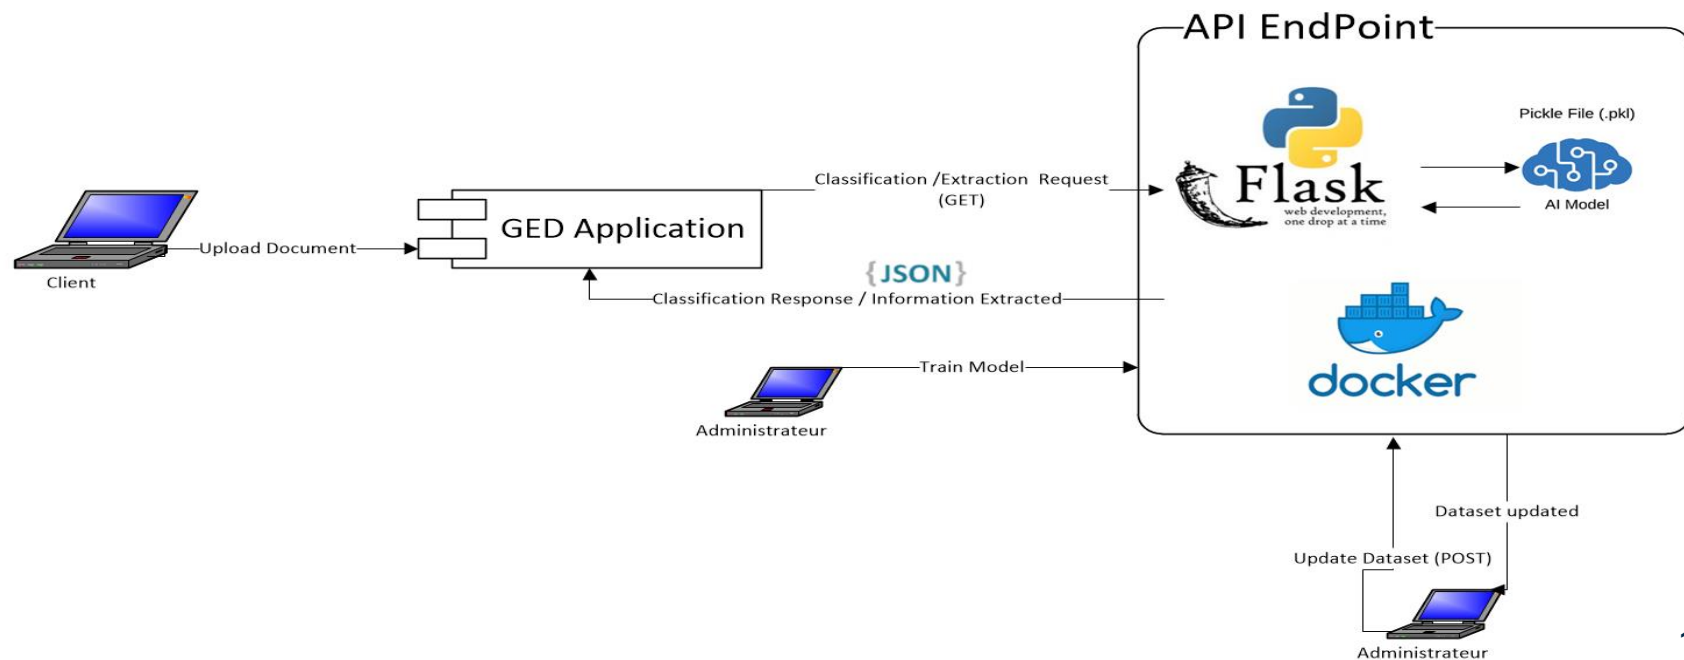 API EndPoint
Pickle File (.pkl)
Flask
web development,
one drop at a time
AI Model
Classification /Extraction Request
(GET)
GED Application
Upload Document
Client
{JSON}
Classification Response / Information Extracted
docker
Train Model
Administrateur
Dataset updated
Update Dataset (POST)
Administrateur